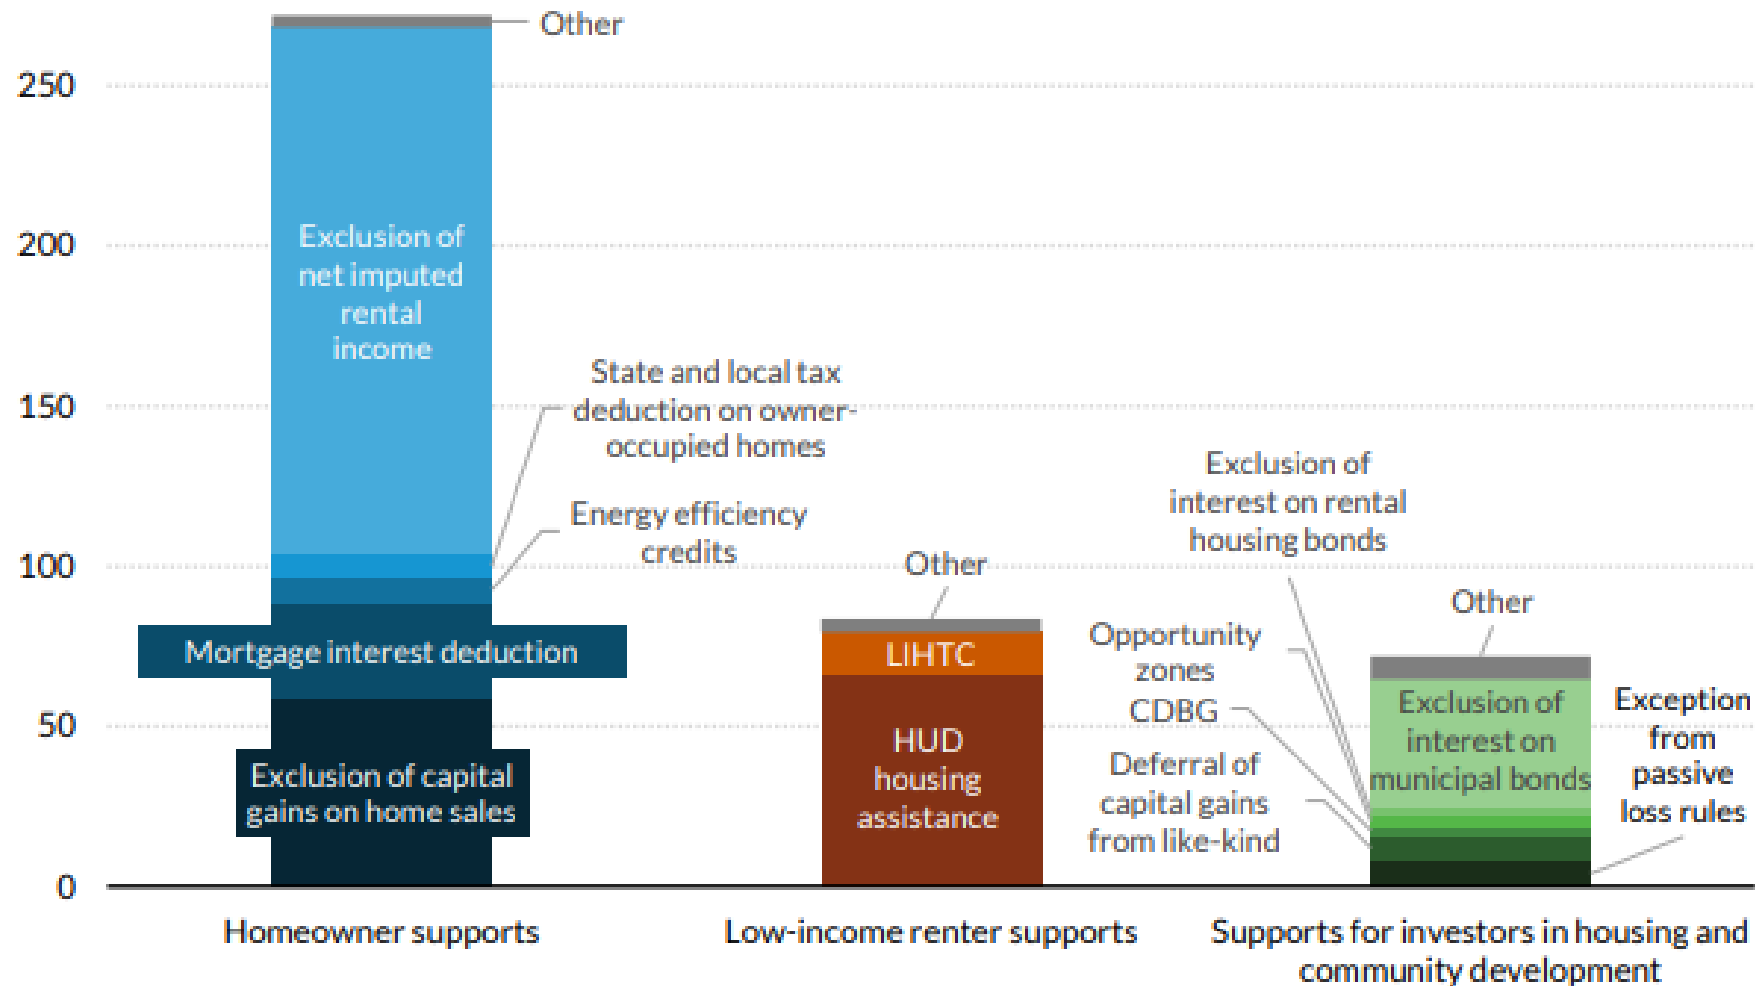 250
200
150
100
50
0
Other
Exclusion of
net imputed
rental
income
State and local tax
deduction on owner-
occupied homes
Energy efficiency
credits
Mortgage interest deduction
Exclusion of capital
gains on home sales
Other
LIHTC
HUD
housing
assistance
Exclusion of
interest on rental
housing bonds
Opportunity
zones
CDBG
Deferral of
capital gains
from like-kind
Other
Exclusion of
interest on
municipal bonds
Exception
from
passive
loss rules
Homeowner supports
Low-income renter supports
Supports for investors in housing and
community development